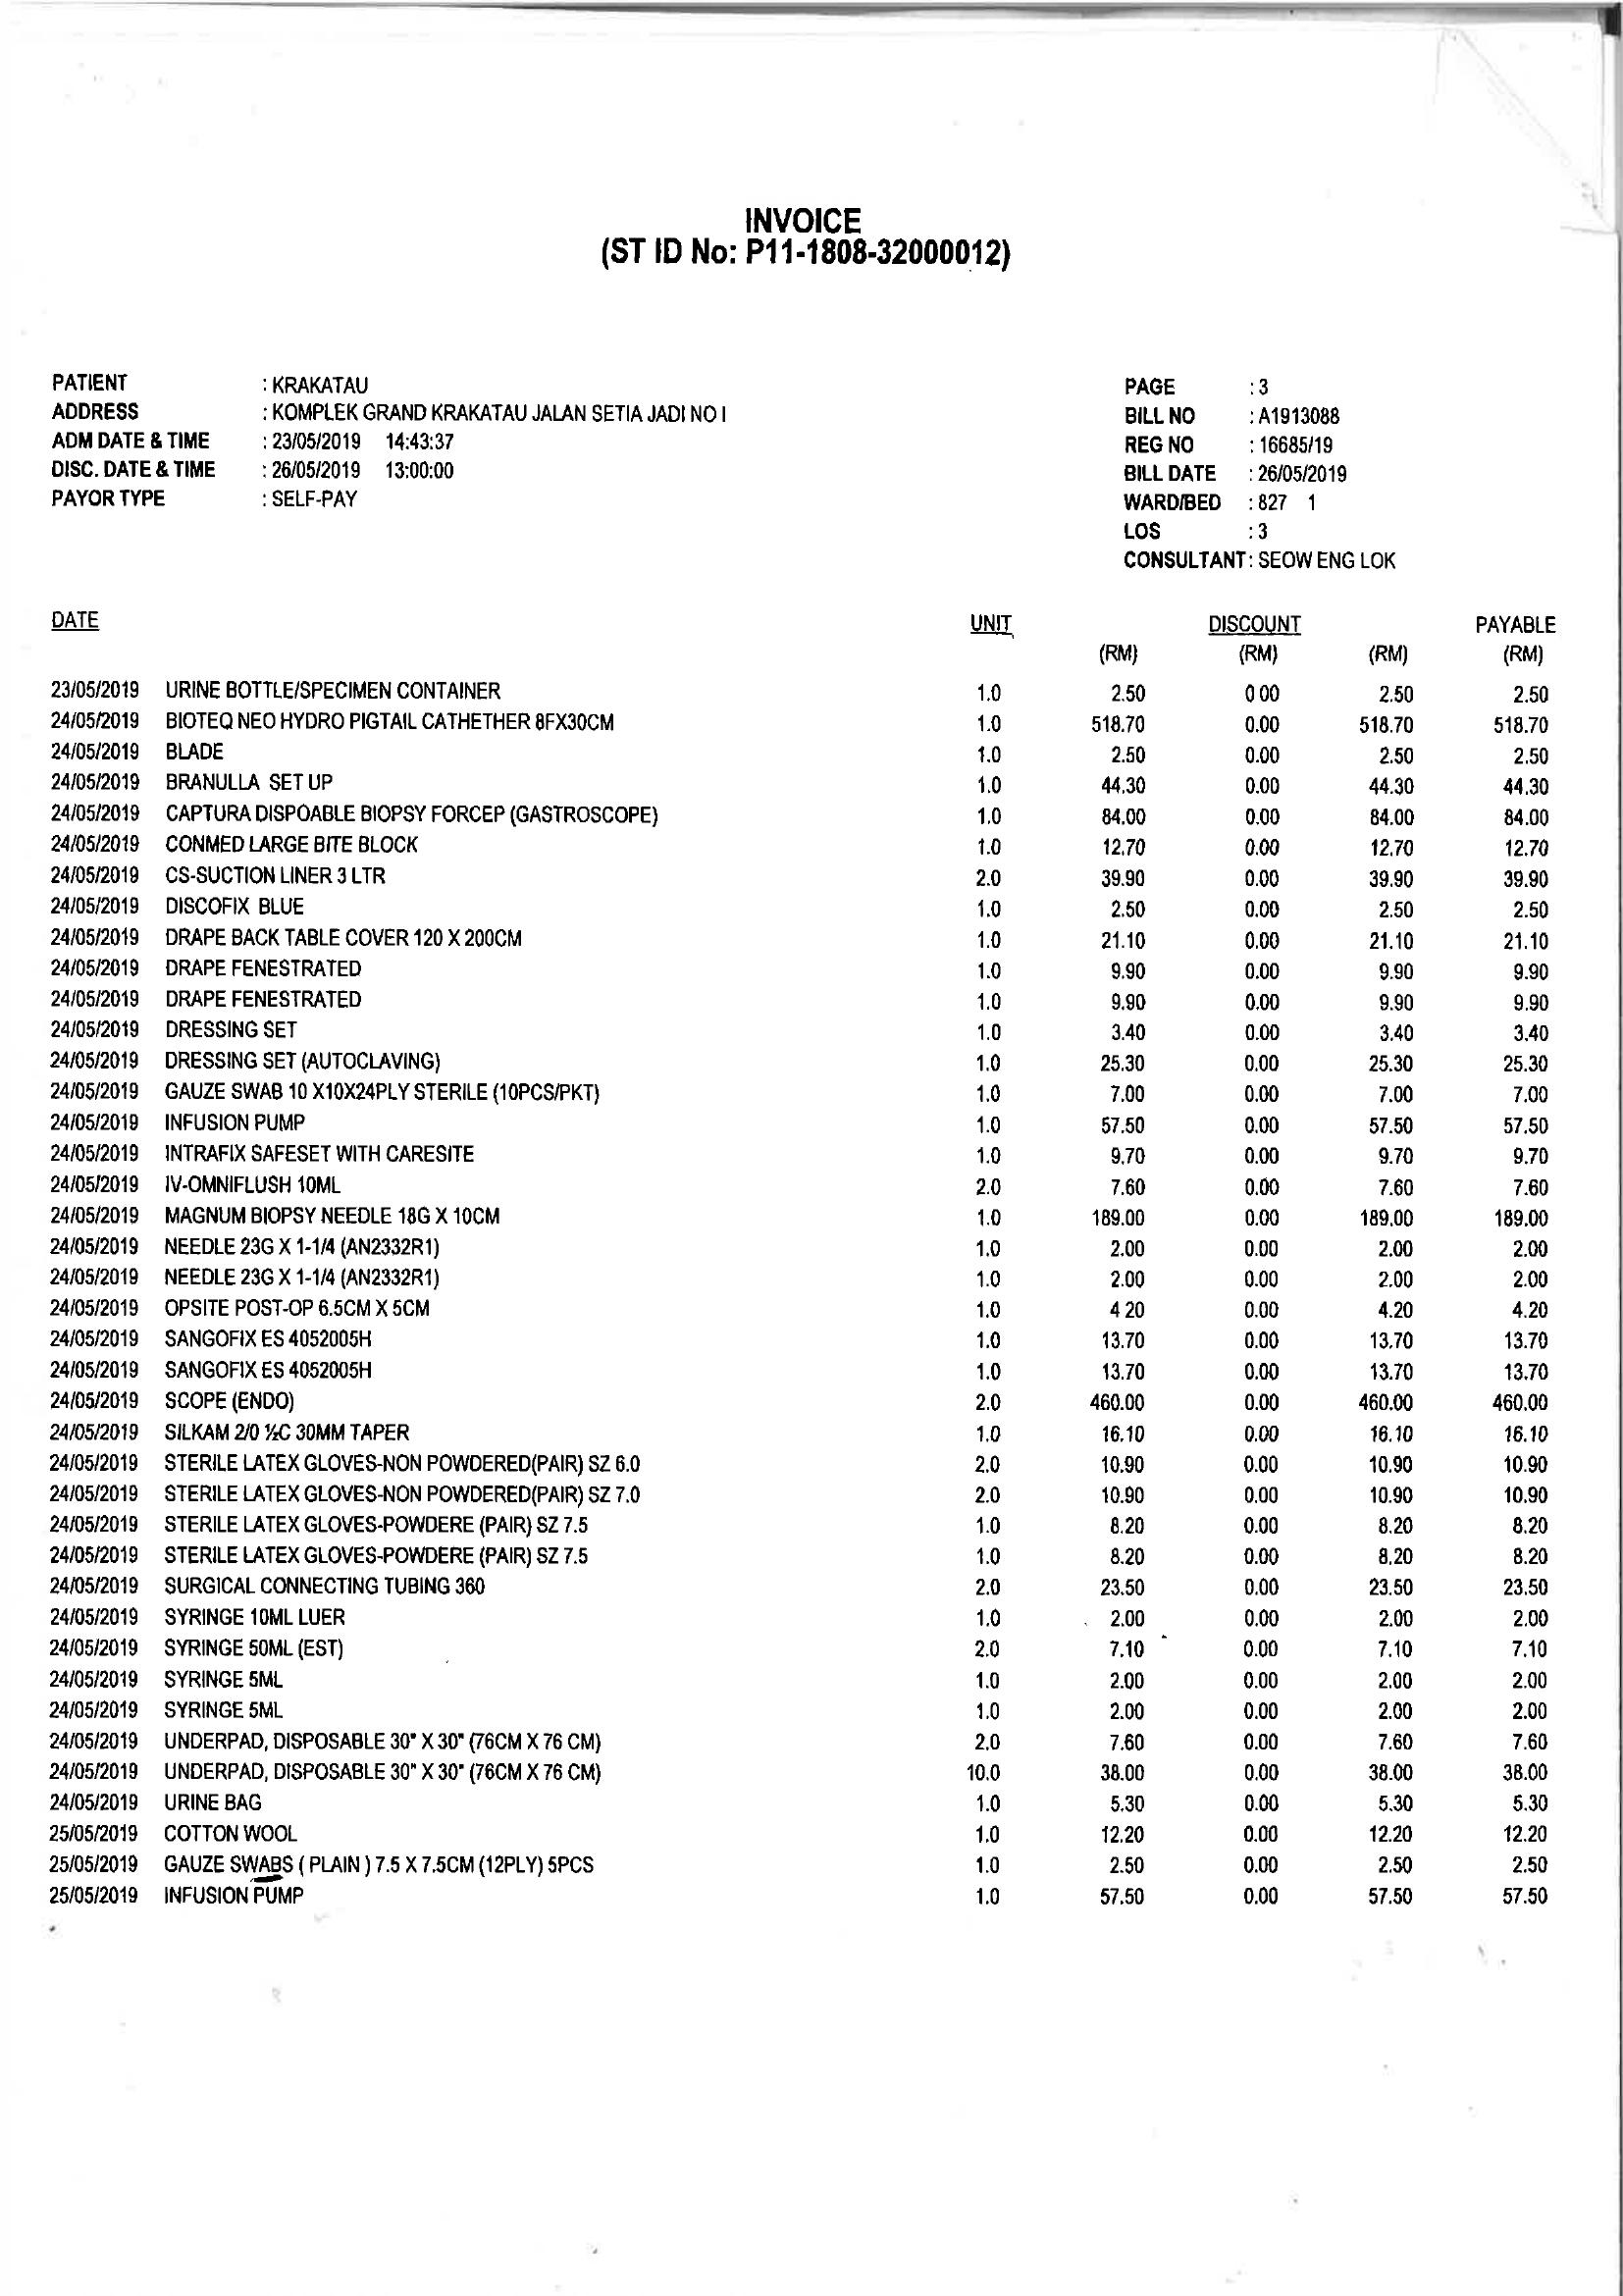 INVOICE
(ST ID No: P11-1808-32000012)
PATIENT : KRAKATAU
ADDRESS : KOMPLEK GRAND KRAKATAU JALAN SETIA JADI NO I
ADM DATE & TIME : 23/05/2019 14:43:37
DISC. DATE & TIME : 26/05/2019 13:00:00
PAYOR TYPE : SELF-PAY
PAGE : 3
BILL NO : A1913088
REG NO : 16685/19
BILL DATE : 26/05/2019
WARD/BED : 827 1
LOS : 3
CONSULTANT : SEOW ENG LOK
DATE UNIT DISCOUNT PAYABLE
(RM) (RM) (RM) (RM)
23/05/2019 URINE BOTTLE/SPECIMEN CONTAINER 1.0 2.50 0 00 2.50 2.50
24/05/2019 BIOTEQ NEO HYDRO PIGTAIL CATHETHER 8FX30CM 1.0 518.70 0.00 518.70 518.70
24/05/2019 BLADE 1.0 2.50 0.00 2.50 2.50
24/05/2019 BRANULLA SET UP 1.0 44.30 0.00 44.30 44.30
24/05/2019 CAPTURA DISPOABLE BIOPSY FORCEP (GASTROSCOPE) 1.0 84.00 0.00 84.00 84.00
24/05/2019 CONMED LARGE BITE BLOCK 1.0 12.70 0.00 12.70 12.70
24/05/2019 CS-SUCTION LINER 3 LTR 2.0 39.90 0.00 39.90 39.90
24/05/2019 DISCOFIX BLUE 1.0 2.50 0.00 2.50 2.50
24/05/2019 DRAPE BACK TABLE COVER 120 X 200CM 1.0 21.10 0.00 21.10 21.10
24/05/2019 DRAPE FENESTRATED 1.0 9.90 0.00 9.90 9.90
24/05/2019 DRAPE FENESTRATED 1.0 9.90 0.00 9.90 9.90
24/05/2019 DRESSING SET 1.0 3.40 0.00 3.40 3.40
24/05/2019 DRESSING SET (AUTOCLAVING) 1.0 25.30 0.00 25.30 25.30
24/05/2019 GAUZE SWAB 10 X10X24PLY STERILE (10PCS/PKT) 1.0 7.00 0.00 7.00 7.00
24/05/2019 INFUSION PUMP 1.0 57.50 0.00 57.50 57.50
24/05/2019 INTRAFIX SAFESET WITH CARESITE 1.0 9.70 0.00 9.70 9.70
24/05/2019 IV-OMNIFLUSH 10ML 2.0 7.60 0.00 7.60 7.60
24/05/2019 MAGNUM BIOPSY NEEDLE 18G X 10CM 1.0 189.00 0.00 189.00 189.00
24/05/2019 NEEDLE 23G X 1-1/4 (AN2332R1) 1.0 2.00 0.00 2.00 2.00
24/05/2019 NEEDLE 23G X 1-1/4 (AN2332R1) 1.0 2.00 0.00 2.00 2.00
24/05/2019 OPSITE POST-OP 6.5CM X 5CM 1.0 4 20 0.00 4.20 4.20
24/05/2019 SANGOFIX ES 4052005H 1.0 13.70 0.00 13.70 13.70
24/05/2019 SANGOFIX ES 4052005H 1.0 13.70 0.00 13.70 13.70
24/05/2019 SCOPE (ENDO) 2.0 460.00 0.00 460.00 460.00
24/05/2019 SILKAM 2/0 ½C 30MM TAPER 1.0 16.10 0.00 16.10 16.10
24/05/2019 STERILE LATEX GLOVES-NON POWDERED(PAIR) SZ 6.0 2.0 10.90 0.00 10.90 10.90
24/05/2019 STERILE LATEX GLOVES-NON POWDERED(PAIR) SZ 7.0 2.0 10.90 0.00 10.90 10.90
24/05/2019 STERILE LATEX GLOVES-POWDERE (PAIR) SZ 7.5 1.0 8.20 0.00 8.20 8.20
24/05/2019 STERILE LATEX GLOVES-POWDERE (PAIR) SZ 7.5 1.0 8.20 0.00 8.20 8.20
24/05/2019 SURGICAL CONNECTING TUBING 360 2.0 23.50 0.00 23.50 23.50
24/05/2019 SYRINGE 10ML LUER 1.0 2.00 0.00 2.00 2.00
24/05/2019 SYRINGE 50ML (EST) 2.0 7.10 0.00 7.10 7.10
24/05/2019 SYRINGE 5ML 1.0 2.00 0.00 2.00 2.00
24/05/2019 SYRINGE 5ML 1.0 2.00 0.00 2.00 2.00
24/05/2019 UNDERPAD, DISPOSABLE 30" X 30" (76CM X 76 CM) 2.0 7.60 0.00 7.60 7.60
24/05/2019 UNDERPAD, DISPOSABLE 30" X 30" (76CM X 76 CM) 10.0 38.00 0.00 38.00 38.00
24/05/2019 URINE BAG 1.0 5.30 0.00 5.30 5.30
25/05/2019 COTTON WOOL 1.0 12.20 0.00 12.20 12.20
25/05/2019 GAUZE SWABS ( PLAIN ) 7.5 X 7.5CM (12PLY) 5PCS 1.0 2.50 0.00 2.50 2.50
25/05/2019 INFUSION PUMP 1.0 57.50 0.00 57.50 57.50